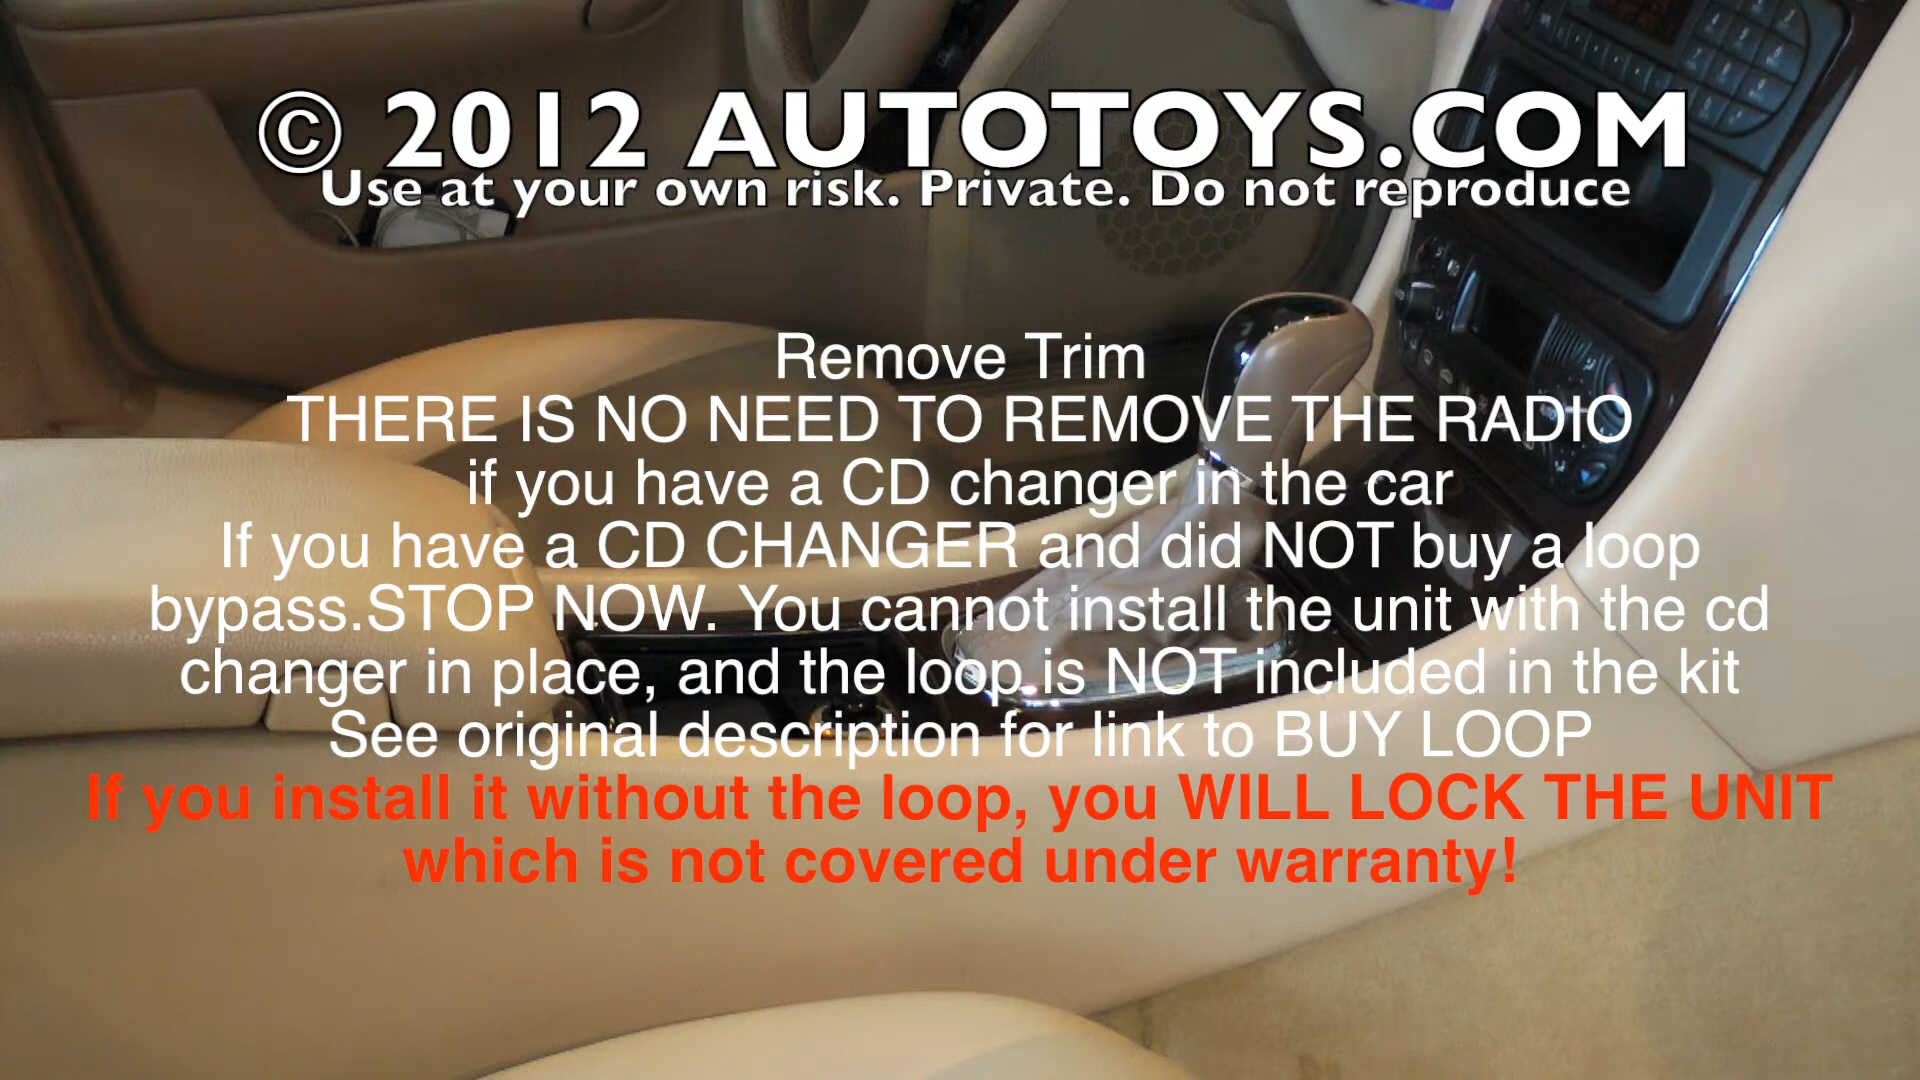 © 2012 AUTOTOYS.COM
Use at your own risk. Private. Do not reproduce
Remove Trim
THERE IS NO NEED TO REMOVE THE RADIO
if you have a CD changer in the car
If you have a CD CHANGER and did NOT buy a loop
bypass.STOP NOW. You cannot install the unit with the cd
changer in place, and the loop is NOT included in the kit
See original description for link to BUY LOOP
If you install it without the loop, you WILL LOCK THE UNIT
which is not covered under warranty!